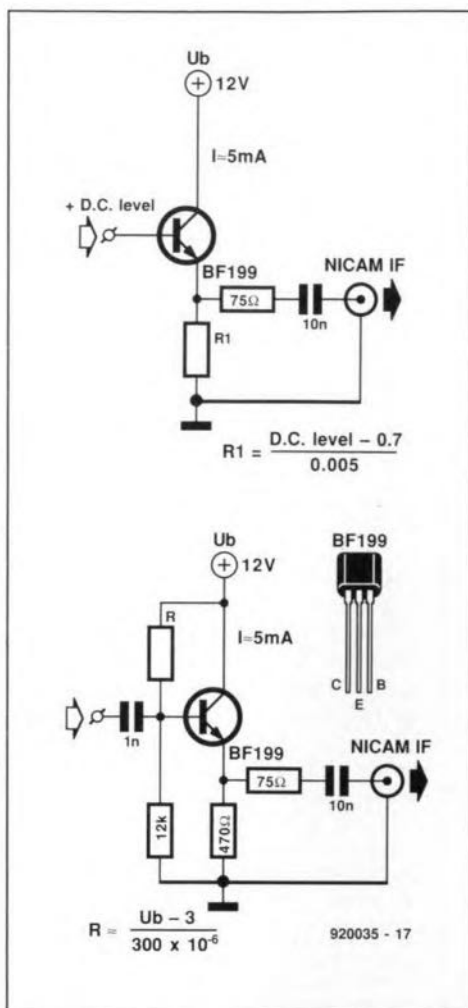 Ub
12V
I≈5mA
+ D.C. level
BF199
NICAM IF
75Ω
10n
R1
R1 = D.C. level – 0.7
0.005
BF199
Ub
12V
R
I≈5mA
C
E
B
1n
BF199
NICAM IF
75Ω
10n
12k
470Ω
R = Ub – 3
300 x 10⁻⁶
920035 - 17